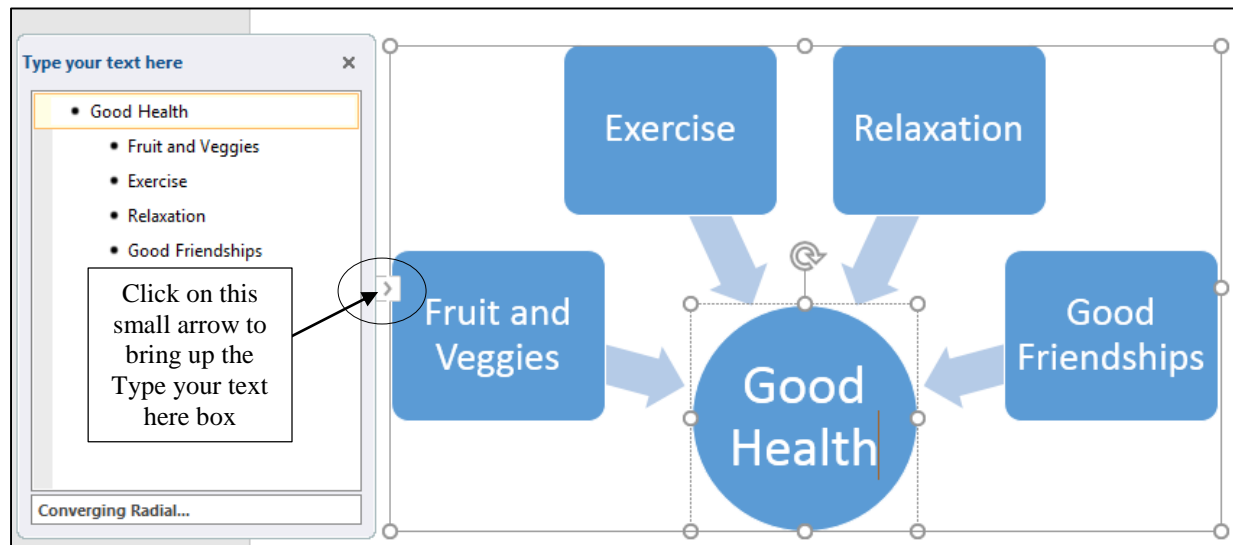 Type your text here
Good Health
Fruit and Veggies
Exercise
Relaxation
Good Friendships
Click on this
small arrow to
bring up the
Type your text
here box
Converging Radial...
Exercise
Relaxation
Fruit and
Veggies
Good
Friendships
Good
Health